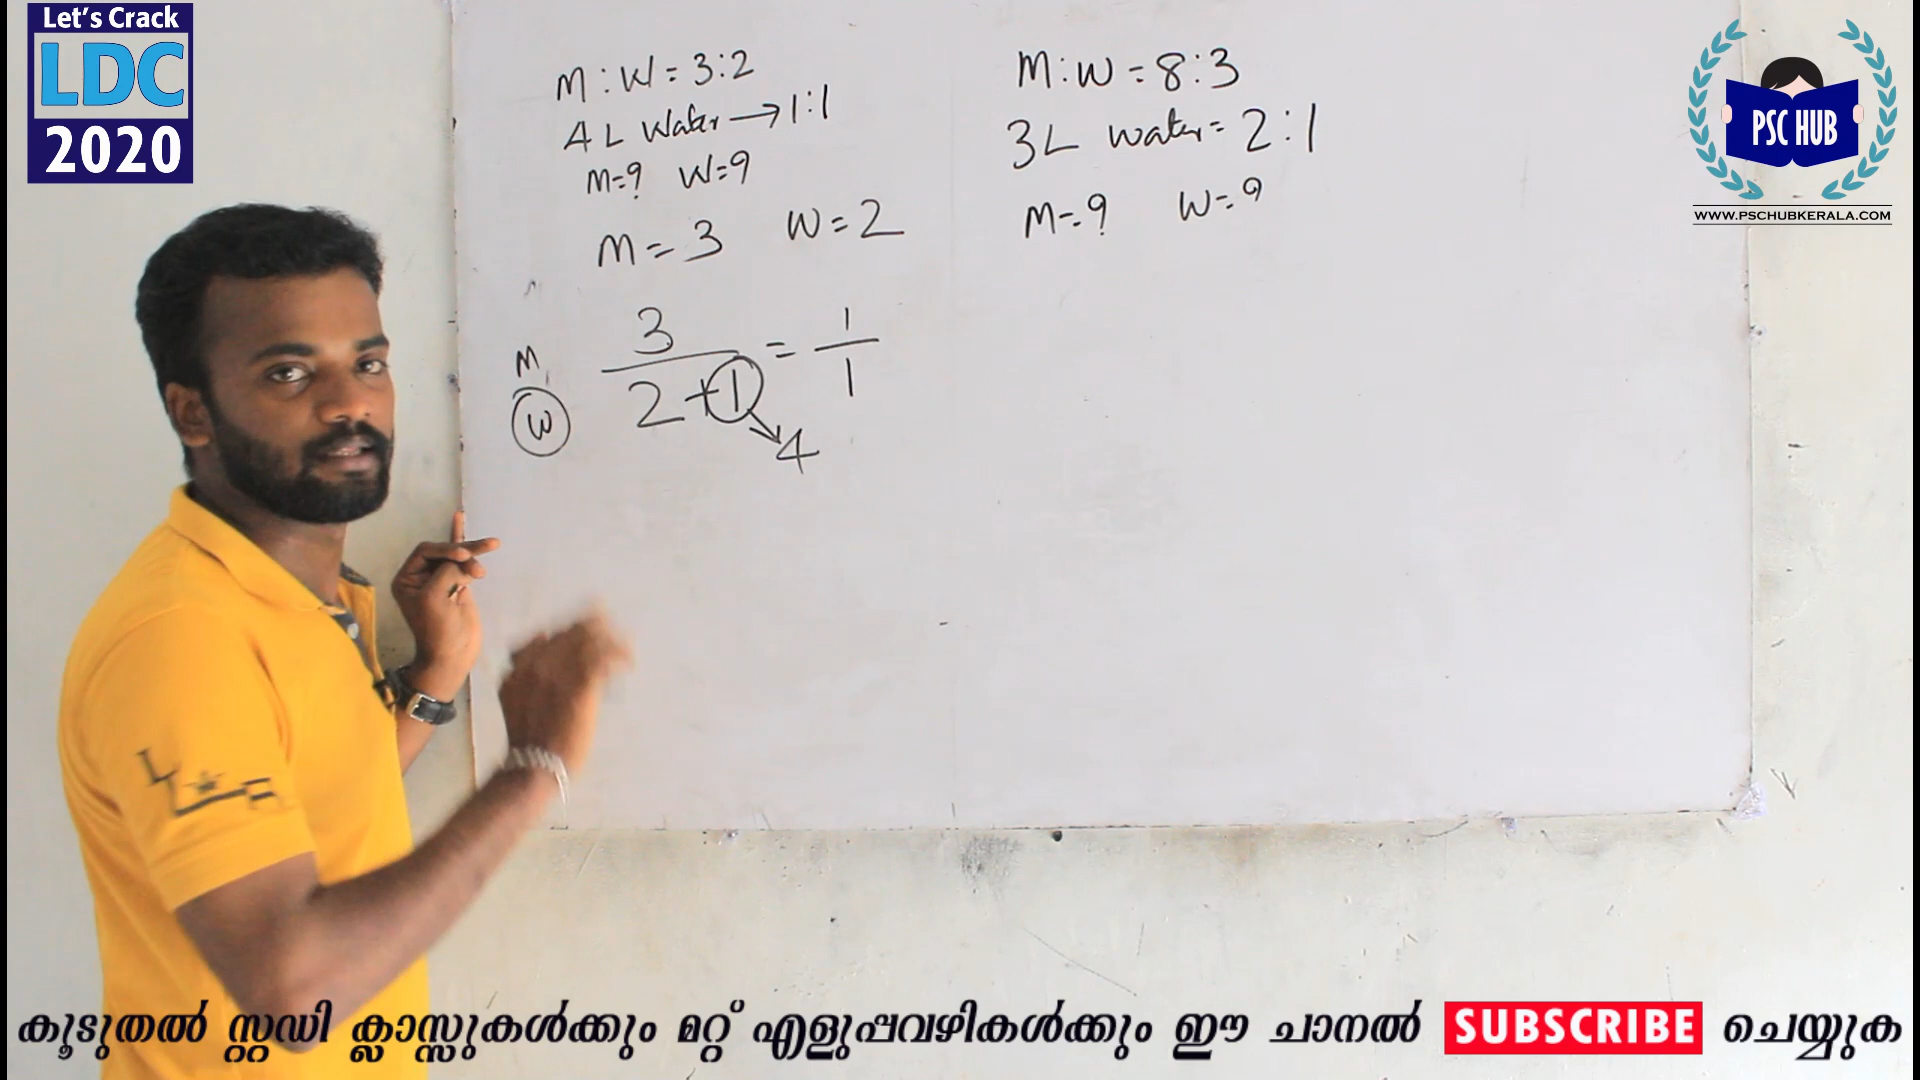 Let's Crack
LDC
2020
M : W = 3:2
4 L Water → 1:1
M=? W=?
M = 3 W = 2
M 3 = 1
W 2+1 1
4
M:W = 8:3
3L water = 2:1
M=? W=?
PSC HUB
WWW.PSCHUBKERALA.COM
കൂടുതൽ സ്റ്റഡി ക്ലാസ്സുകൾക്കും മറ്റ് എളുപ്പവഴികൾക്കും ഈ ചാനൽ SUBSCRIBE ചെയ്യുക